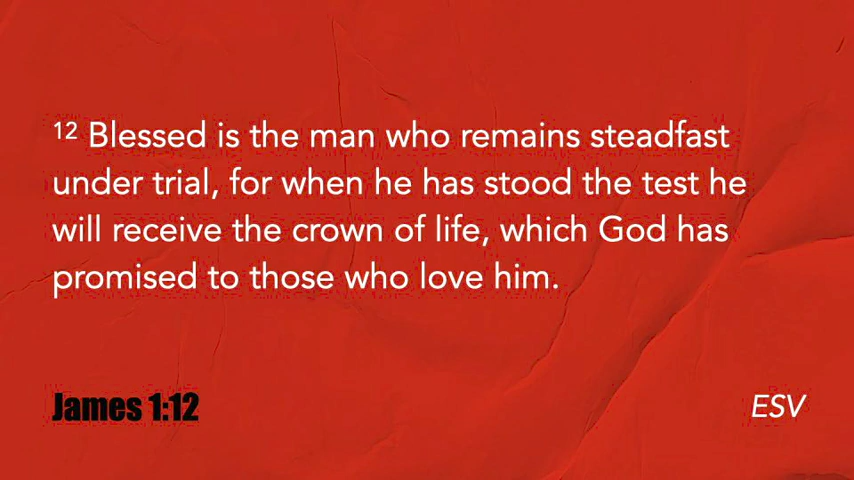 12 Blessed is the man who remains steadfast
under trial, for when he has stood the test he
will receive the crown of life, which God has
promised to those who love him.
James 1:12
ESV